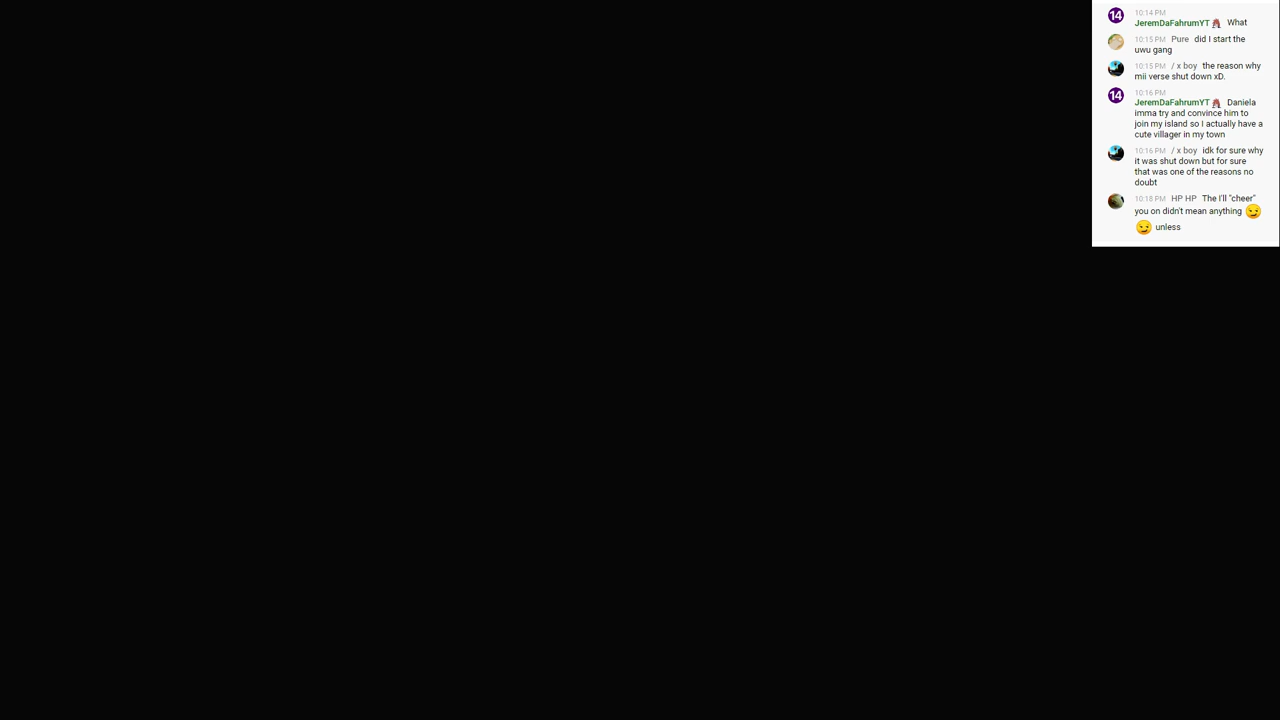 14
10:14 PM
JeremDaFahrumYT What
10:15 PM Pure did I start the
uwu gang
10:15 PM / x boy the reason why
mii verse shut down xD.
14
10:16 PM
JeremDaFahrumYT Daniela
imma try and convince him to
join my island so I actually have a
cute villager in my town
10:16 PM / x boy idk for sure why
it was shut down but for sure
that was one of the reasons no
doubt
10:18 PM HP HP The I'll "cheer"
you on didn't mean anything 😏
😏 unless